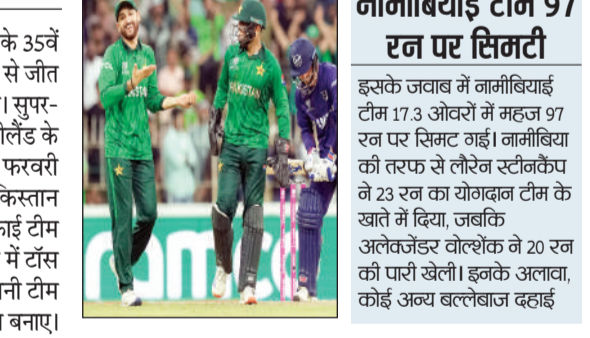 के 35वें
से जीत
। सुपर-
के
फरवरी
टीम
में टॉस
टीम
बनाए।
PAKISTAN
amco
नामीबियाई टीम 97
रन पर सिमटी
इसके जवाब में नामीबियाई
टीम 17.3 ओवरों में महज 97
रन पर सिमट गई। नामीबिया
की तरफ से लौरेन स्टीनकैंप
ने 23 रन का योगदान टीम के
खाते में दिया, जबकि
अलेक्जेंडर वोल्शेंक ने 20 रन
की पारी खेली। इनके अलावा,
कोई अन्य बल्लेबाज दहाई